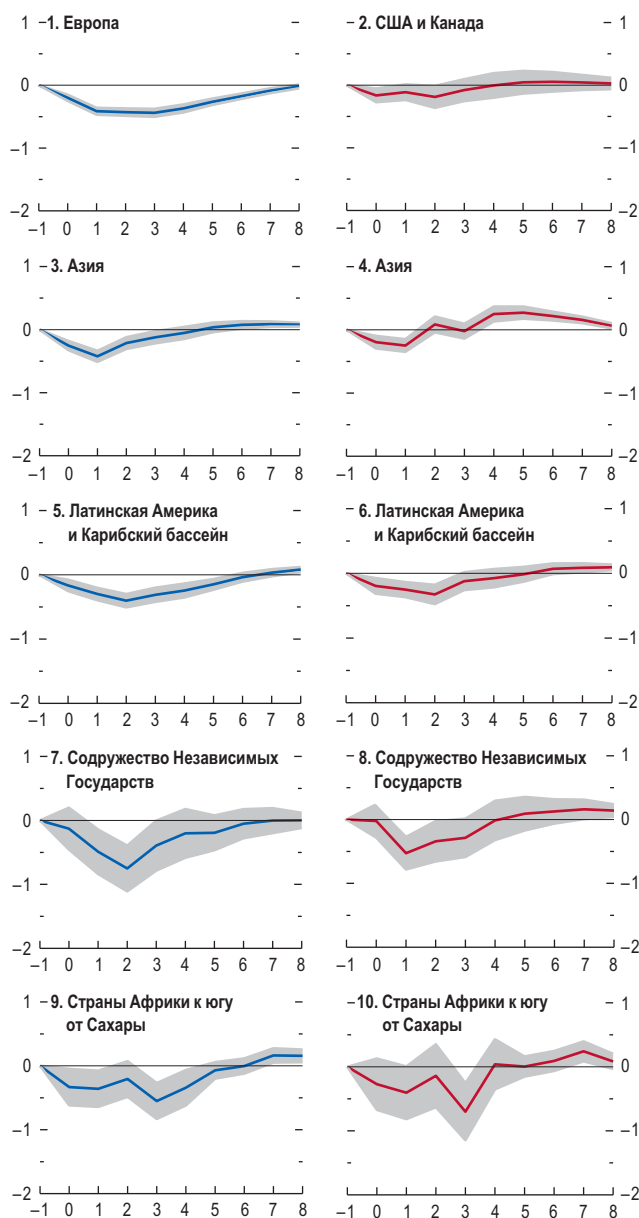 1. Европа
1
0
–1
–2
–1 0 1 2 3 4 5 6 7 8
2. США и Канада
1
0
–1
–2
–1 0 1 2 3 4 5 6 7 8
3. Азия
1
0
–1
–2
–1 0 1 2 3 4 5 6 7 8
4. Азия
1
0
–1
–2
–1 0 1 2 3 4 5 6 7 8
5. Латинская Америка
и Карибский бассейн
1
0
–1
–2
–1 0 1 2 3 4 5 6 7 8
6. Латинская Америка
и Карибский бассейн
1
0
–1
–2
–1 0 1 2 3 4 5 6 7 8
7. Содружество Независимых
Государств
1
0
–1
–2
–1 0 1 2 3 4 5 6 7 8
8. Содружество Независимых
Государств
1
0
–1
–2
–1 0 1 2 3 4 5 6 7 8
9. Страны Африки к югу
от Сахары
1
0
–1
–2
–1 0 1 2 3 4 5 6 7 8
10. Страны Африки к югу
от Сахары
1
0
–1
–2
–1 0 1 2 3 4 5 6 7 8